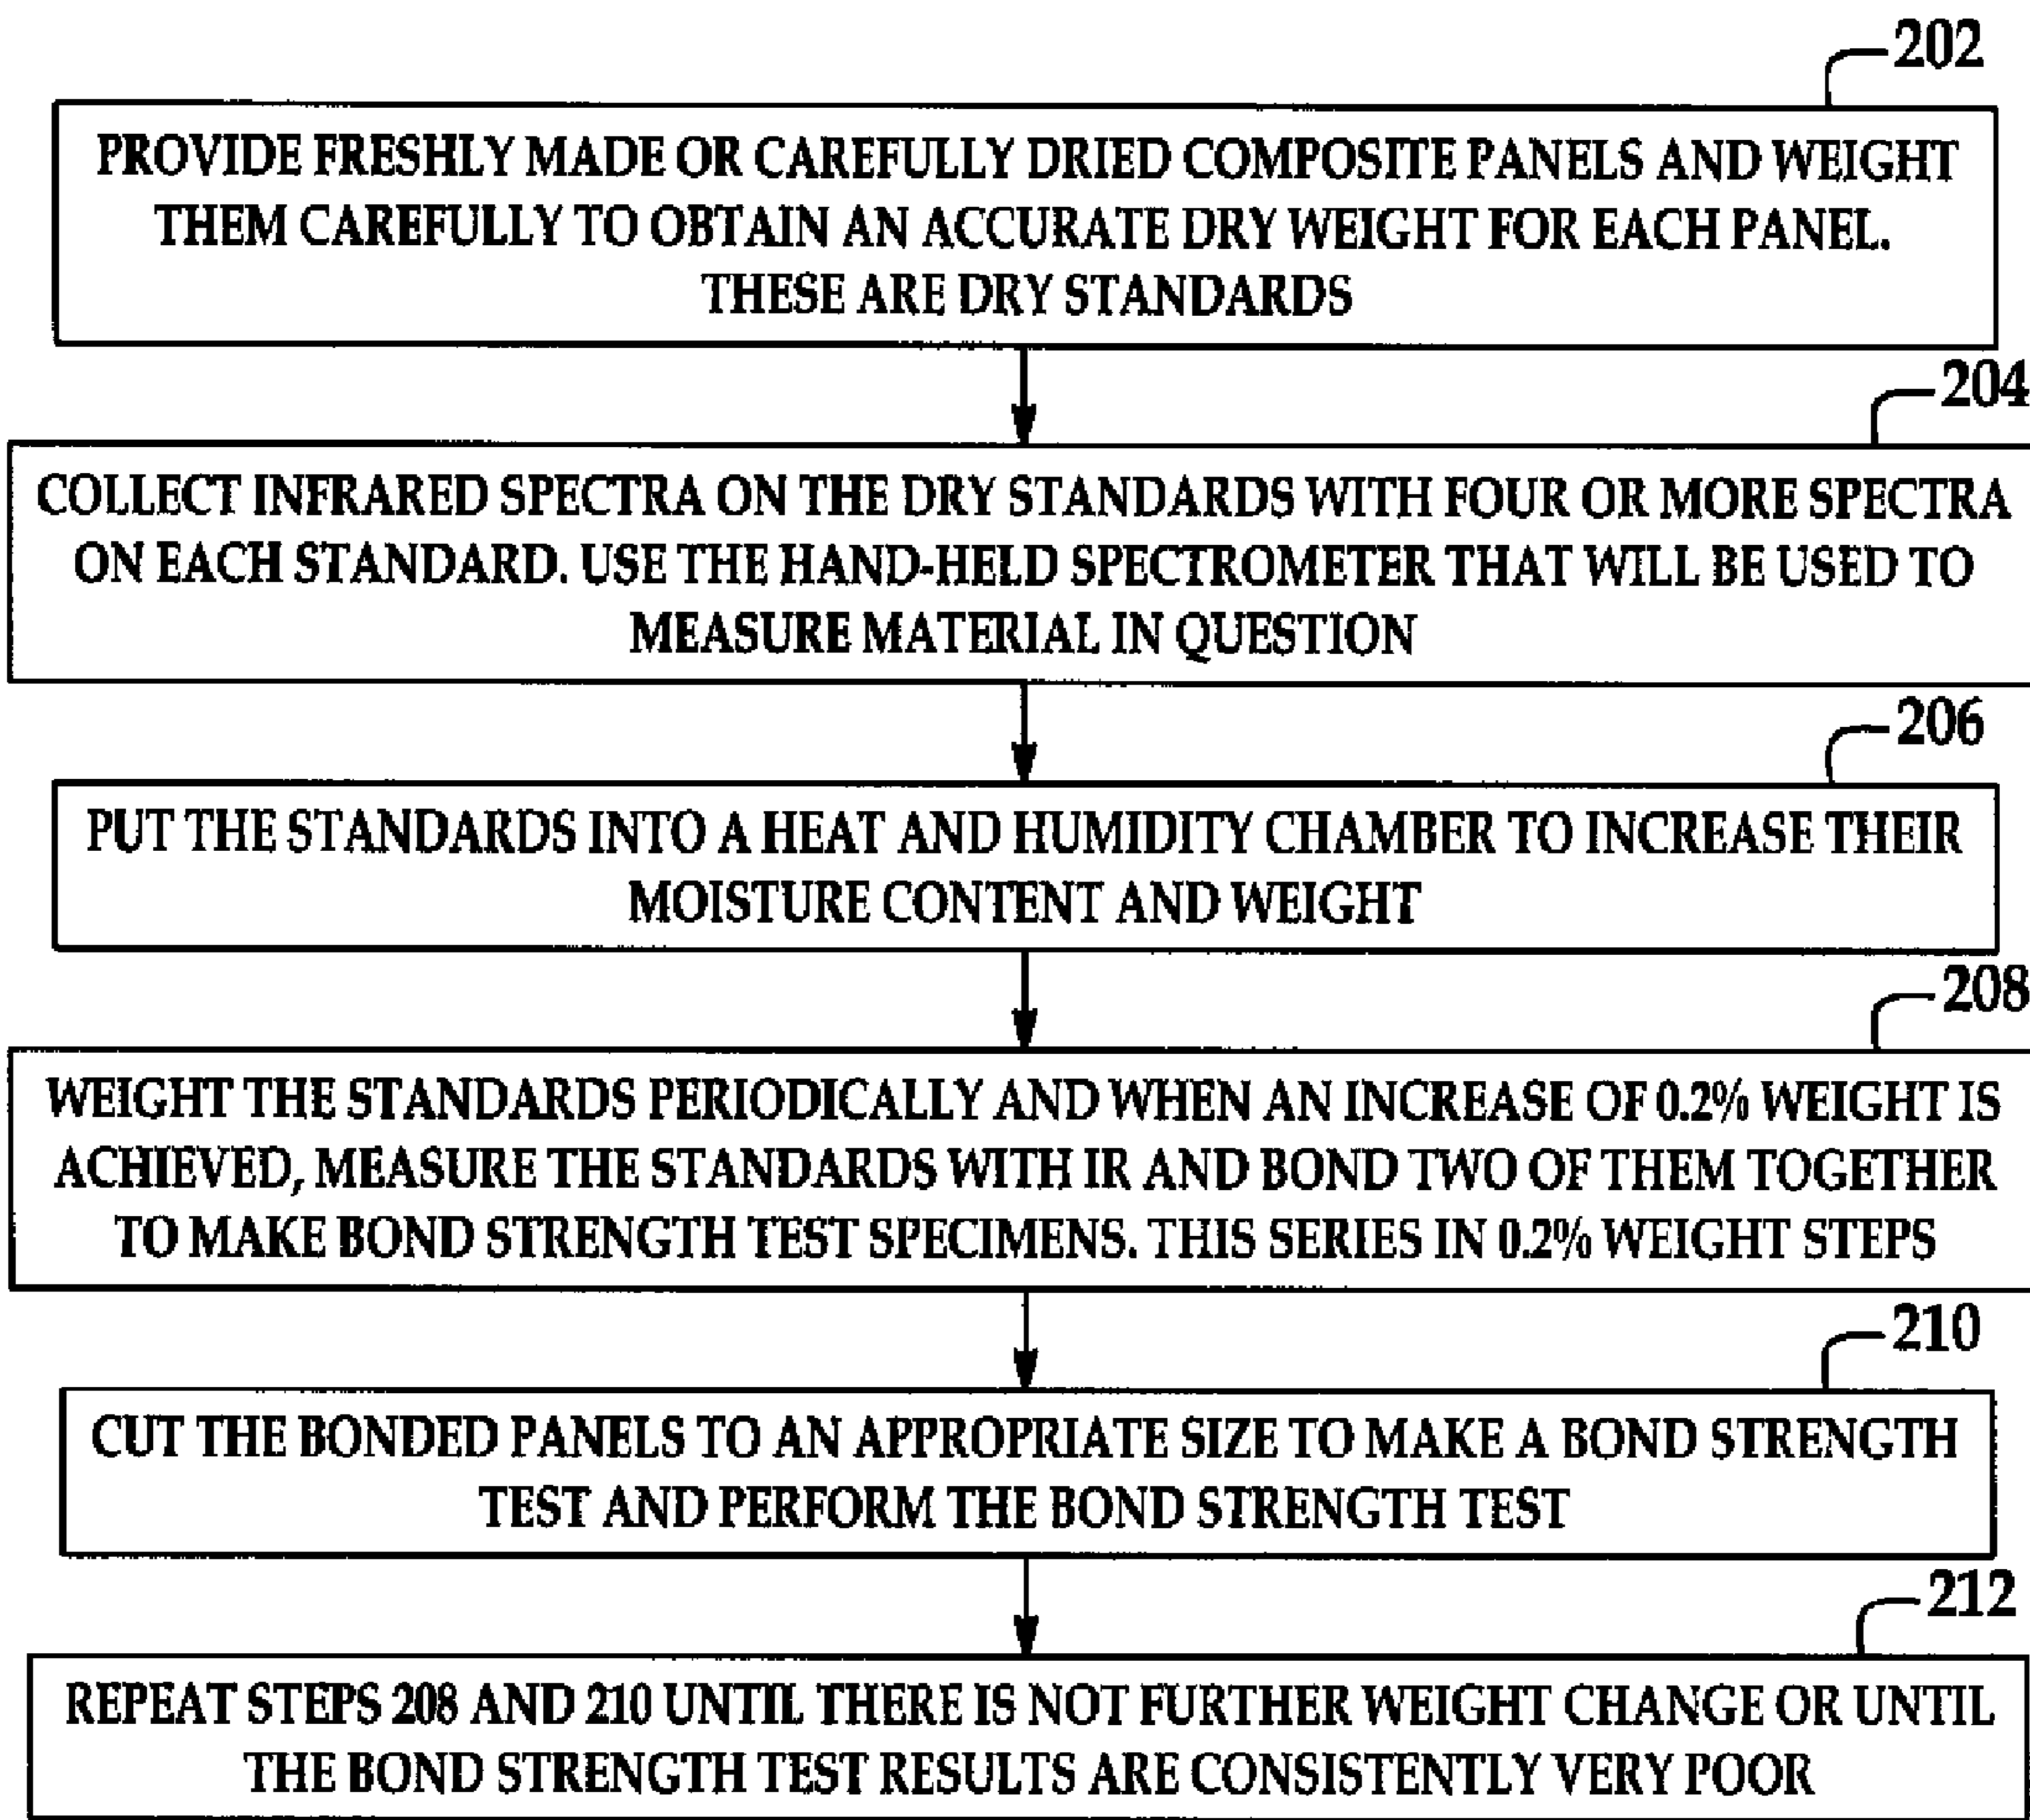 202
PROVIDE FRESHLY MADE OR CAREFULLY DRIED COMPOSITE PANELS AND WEIGHT
THEM CAREFULLY TO OBTAIN AN ACCURATE DRY WEIGHT FOR EACH PANEL.
THESE ARE DRY STANDARDS
204
COLLECT INFRARED SPECTRA ON THE DRY STANDARDS WITH FOUR OR MORE SPECTRA
ON EACH STANDARD. USE THE HAND-HELD SPECTROMETER THAT WILL BE USED TO
MEASURE MATERIAL IN QUESTION
206
PUT THE STANDARDS INTO A HEAT AND HUMIDITY CHAMBER TO INCREASE THEIR
MOISTURE CONTENT AND WEIGHT
208
WEIGHT THE STANDARDS PERIODICALLY AND WHEN AN INCREASE OF 0.2% WEIGHT IS
ACHIEVED, MEASURE THE STANDARDS WITH IR AND BOND TWO OF THEM TOGETHER
TO MAKE BOND STRENGTH TEST SPECIMENS. THIS SERIES IN 0.2% WEIGHT STEPS
210
CUT THE BONDED PANELS TO AN APPROPRIATE SIZE TO MAKE A BOND STRENGTH
TEST AND PERFORM THE BOND STRENGTH TEST
212
REPEAT STEPS 208 AND 210 UNTIL THERE IS NOT FURTHER WEIGHT CHANGE OR UNTIL
THE BOND STRENGTH TEST RESULTS ARE CONSISTENTLY VERY POOR